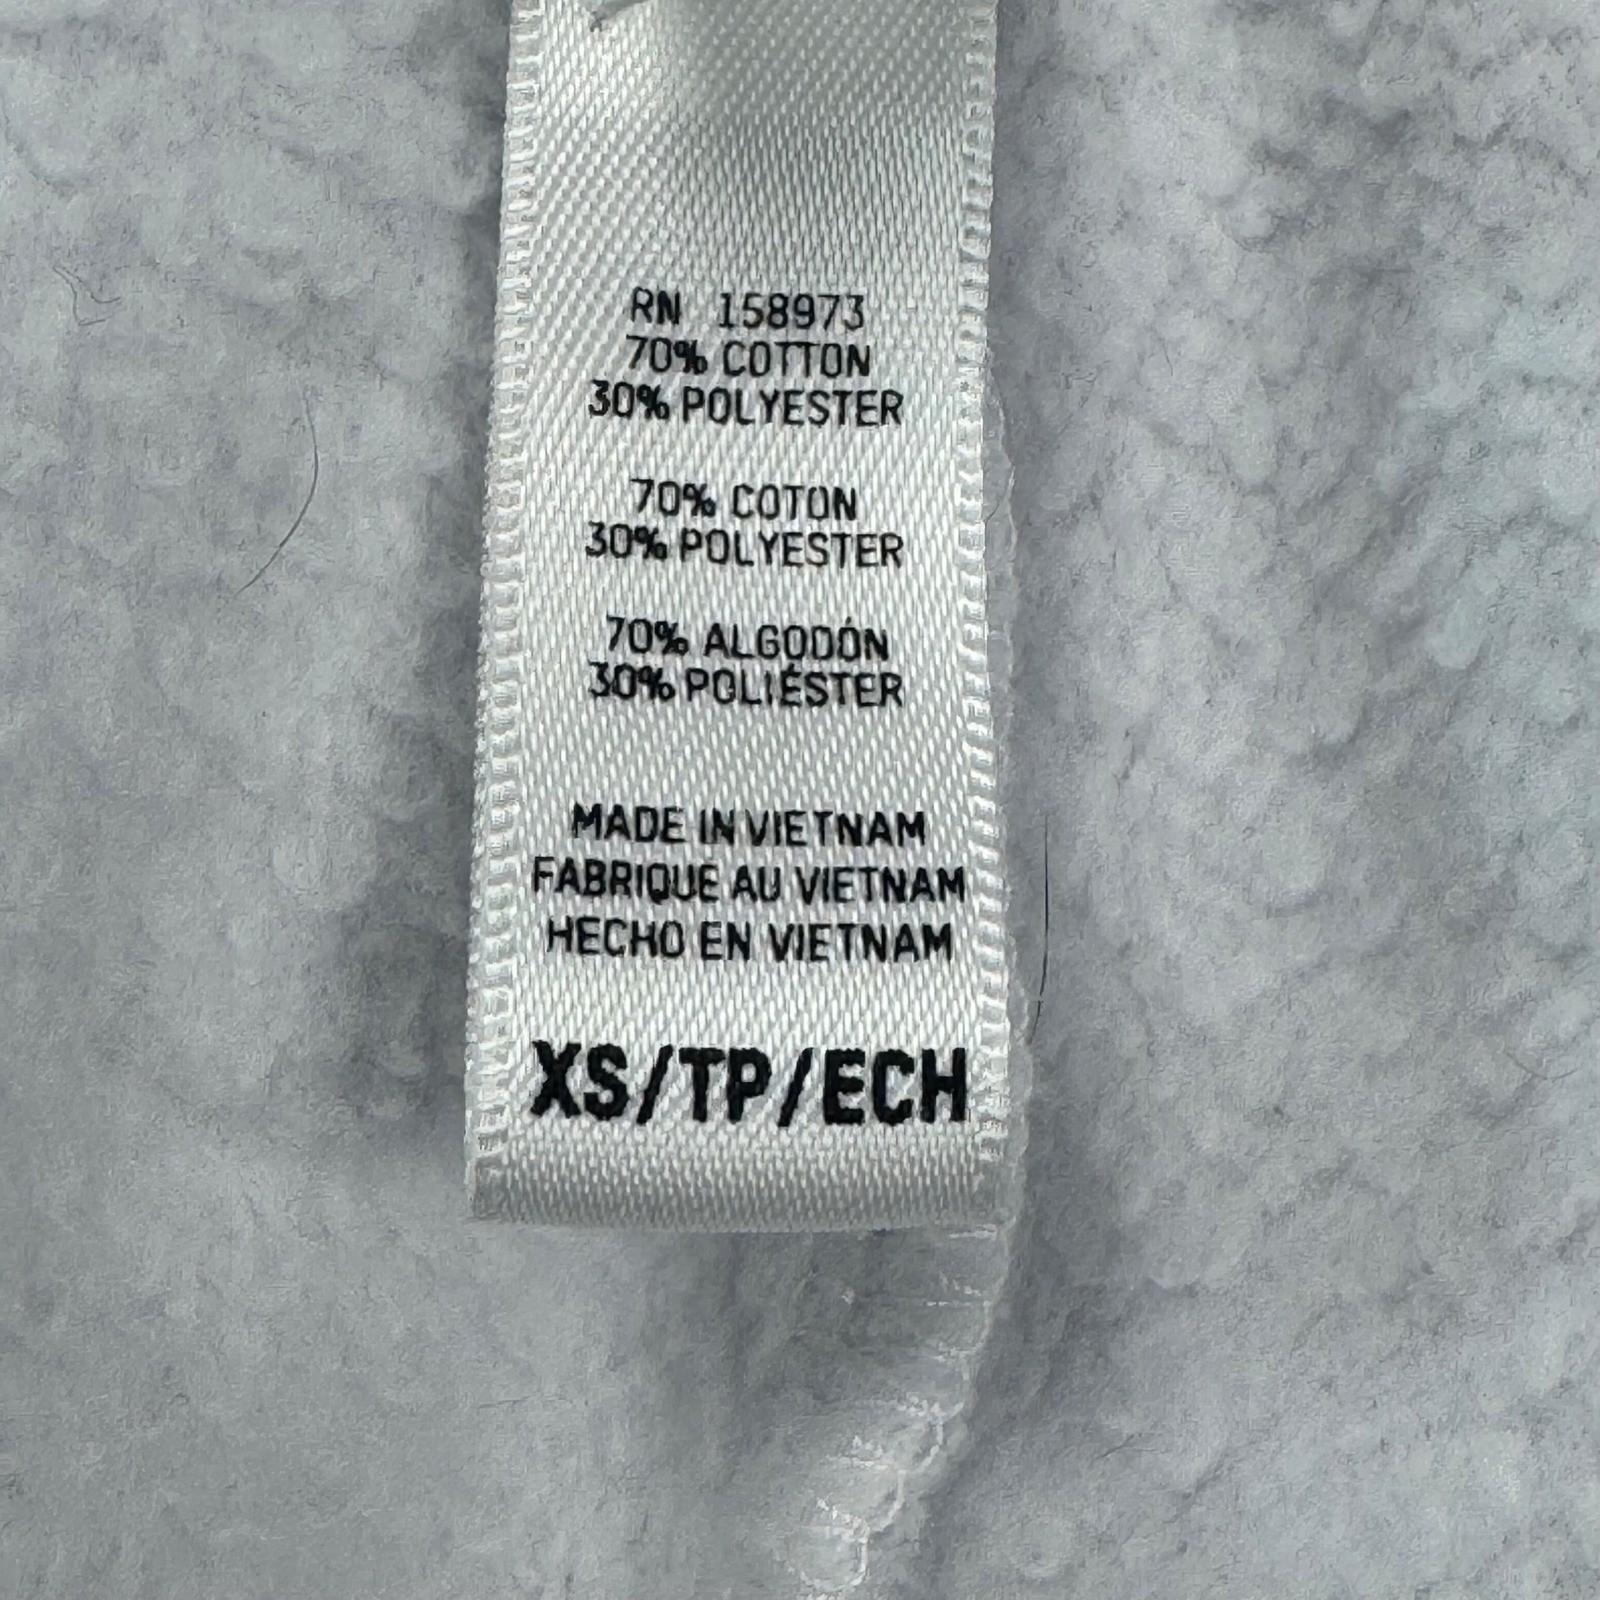 RN 158973
70% COTTON
30% POLYESTER
70% COTON
30% POLYESTER
70% ALGODÓN
30% POLIÉSTER
MADE IN VIETNAM
FABRIQUE AU VIETNAM
HECHO EN VIETNAM
XS/TP/ECH